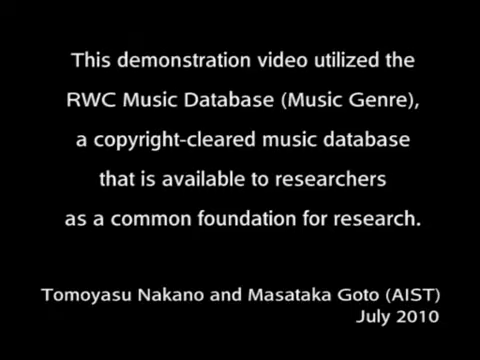 This demonstration video utilized the
RWC Music Database (Music Genre),
a copyright-cleared music database
that is available to researchers
as a common foundation for research.
Tomoyasu Nakano and Masataka Goto (AIST)
July 2010